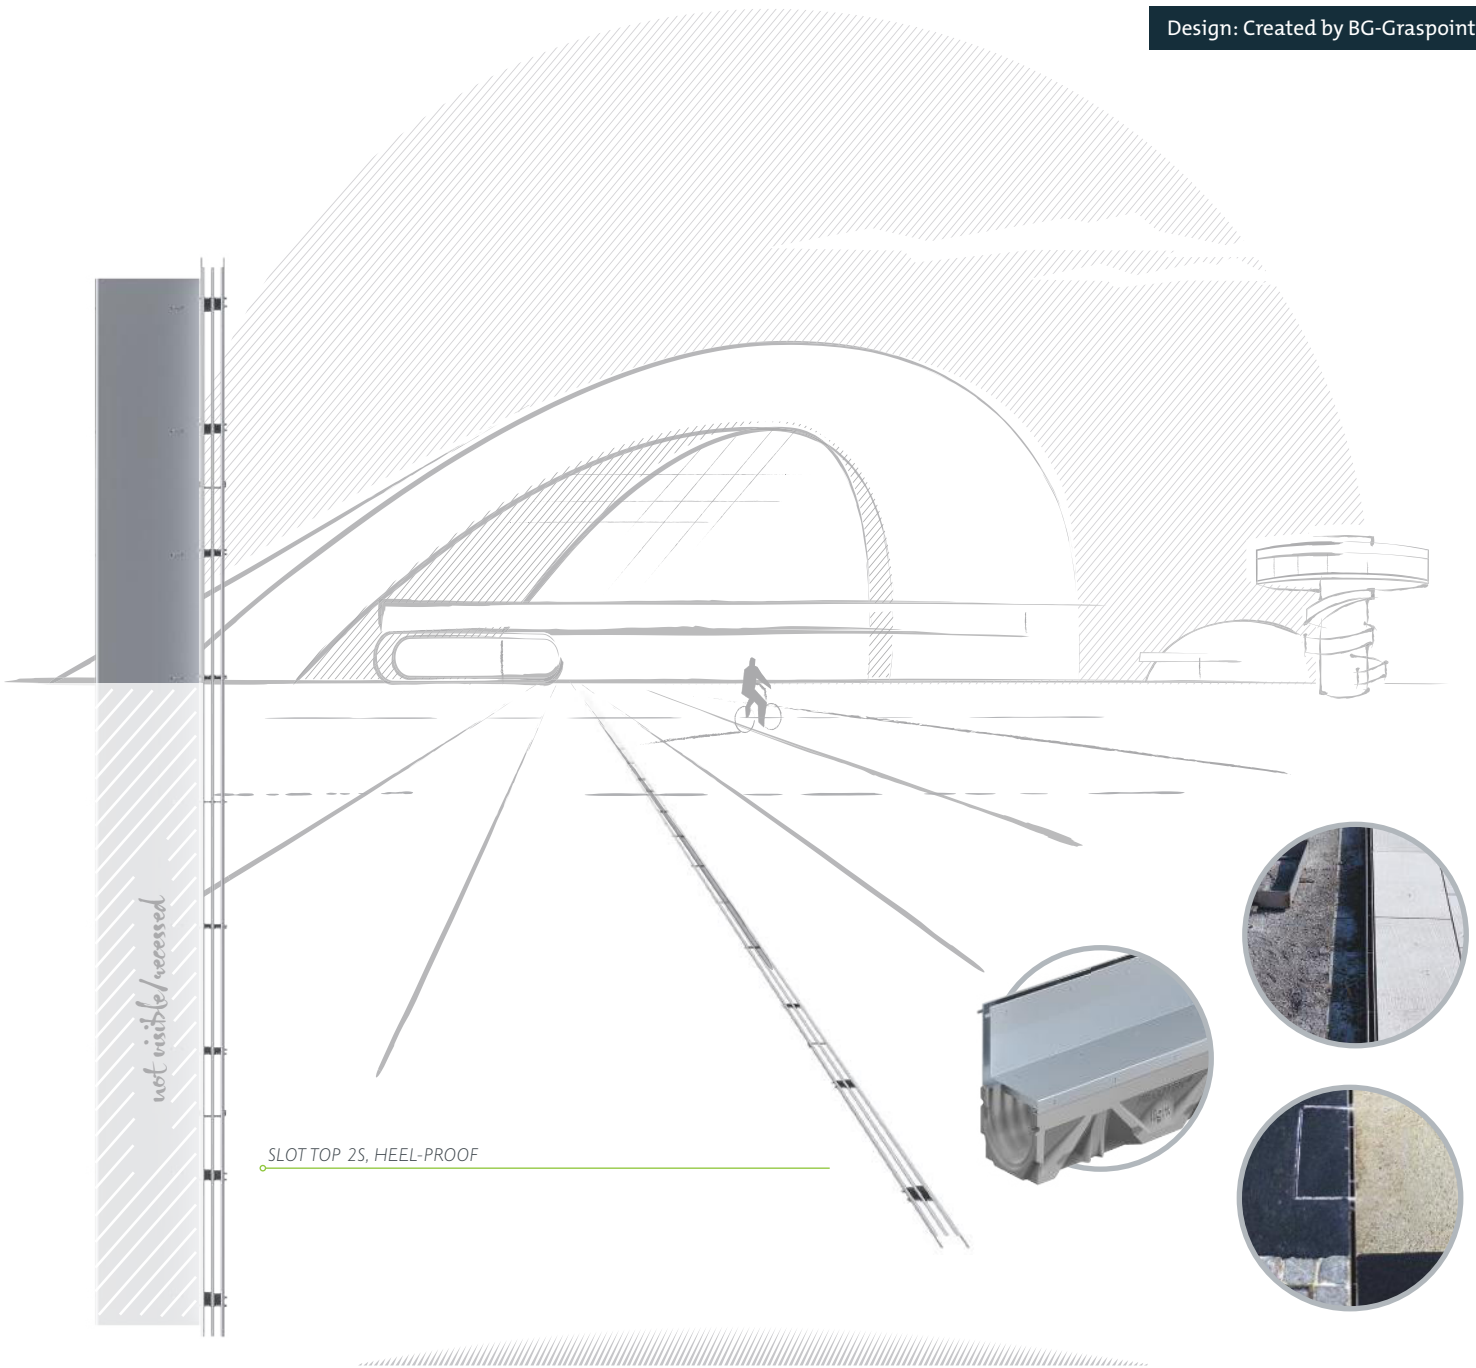 Design: Created by BG-Graspoint
not visible/recessed
SLOT TOP 2S, HEEL-PROOF